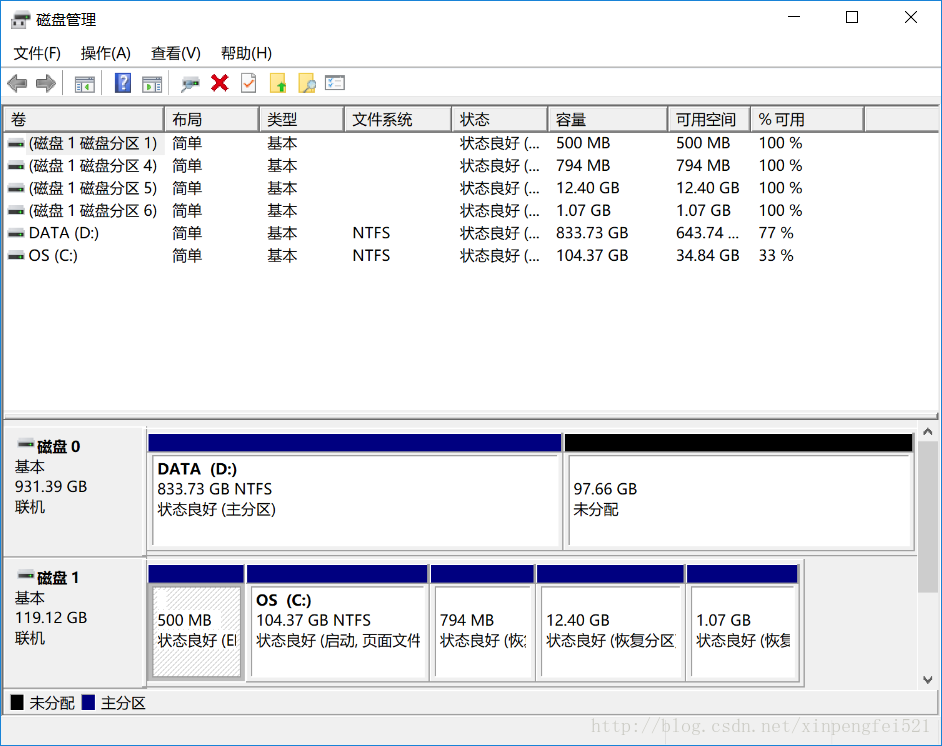 磁盘管理
文件(F) 操作(A) 查看(V) 帮助(H)
卷 布局 类型 文件系统 状态 容量 可用空间 % 可用
(磁盘 1 磁盘分区 1) 简单 基本 状态良好 (... 500 MB 500 MB 100 %
(磁盘 1 磁盘分区 4) 简单 基本 状态良好 (... 794 MB 794 MB 100 %
(磁盘 1 磁盘分区 5) 简单 基本 状态良好 (... 12.40 GB 12.40 GB 100 %
(磁盘 1 磁盘分区 6) 简单 基本 状态良好 (... 1.07 GB 1.07 GB 100 %
DATA (D:) 简单 基本 NTFS 状态良好 (... 833.73 GB 643.74 ... 77 %
OS (C:) 简单 基本 NTFS 状态良好 (... 104.37 GB 34.84 GB 33 %
磁盘 0
基本
931.39 GB
联机
DATA (D:)
833.73 GB NTFS
状态良好 (主分区)
97.66 GB
未分配
磁盘 1
基本
119.12 GB
联机
500 MB
状态良好 (E
OS (C:)
104.37 GB NTFS
状态良好 (启动, 页面文件
794 MB
状态良好 (恢
12.40 GB
状态良好 (恢复分区
1.07 GB
状态良好 (恢复
未分配 主分区
http://blog.csdn.net/xinpengfei521